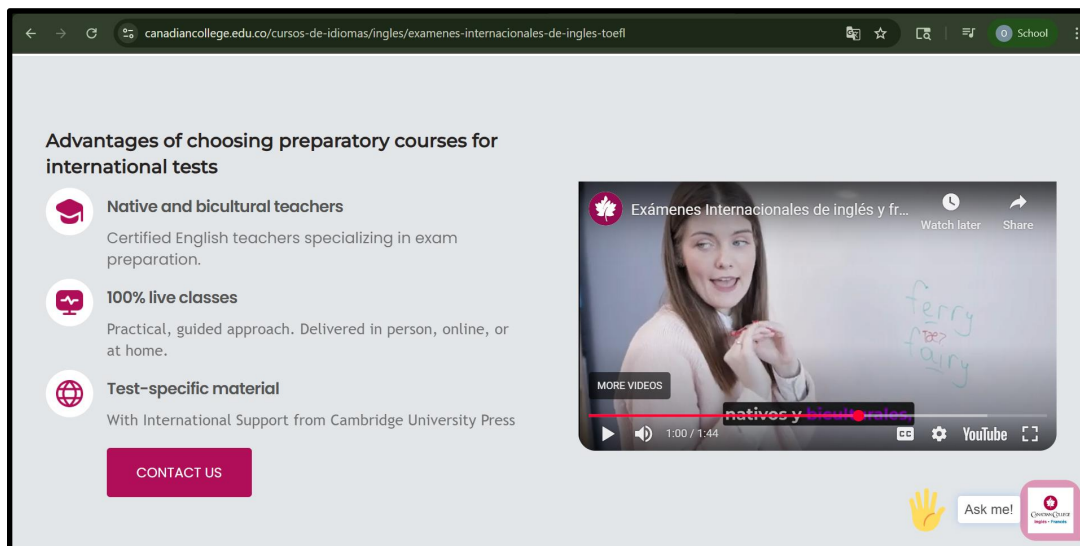 canadiancollege.edu.co/cursos-de-idiomas/ingles/examenes-internacionales-de-ingles-toefl
O School
Advantages of choosing preparatory courses for
international tests
Native and bicultural teachers
Certified English teachers specializing in exam
preparation.
100% live classes
Practical, guided approach. Delivered in person, online, or
at home.
Test-specific material
With International Support from Cambridge University Press
CONTACT US
Exámenes Internacionales de inglés y fr...
Watch later
Share
ferry
fairy
MORE VIDEOS
nativos y biculturales,
1:00 / 1:44
CC
YouTube
Ask me!
CANADIAN COLLEGE
Inglés • Francés